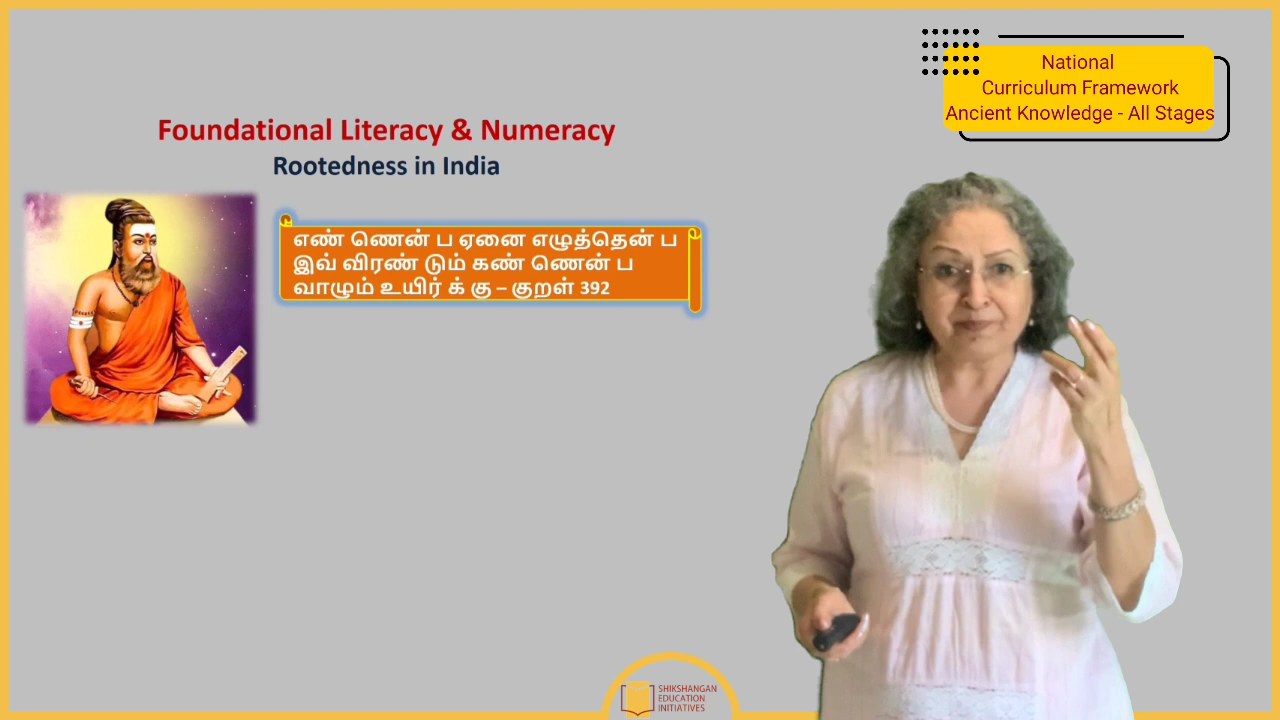 National
Curriculum Framework
Ancient Knowledge - All Stages
Foundational Literacy & Numeracy
Rootedness in India
எண் ணென் ப ஏனை எழுத்தென் ப
இவ் விரண் டும் கண் ணென் ப
வாழும் உயிர் க் கு – குறள் 392
SHIKSHANGAN
EDUCATION
INITIATIVES